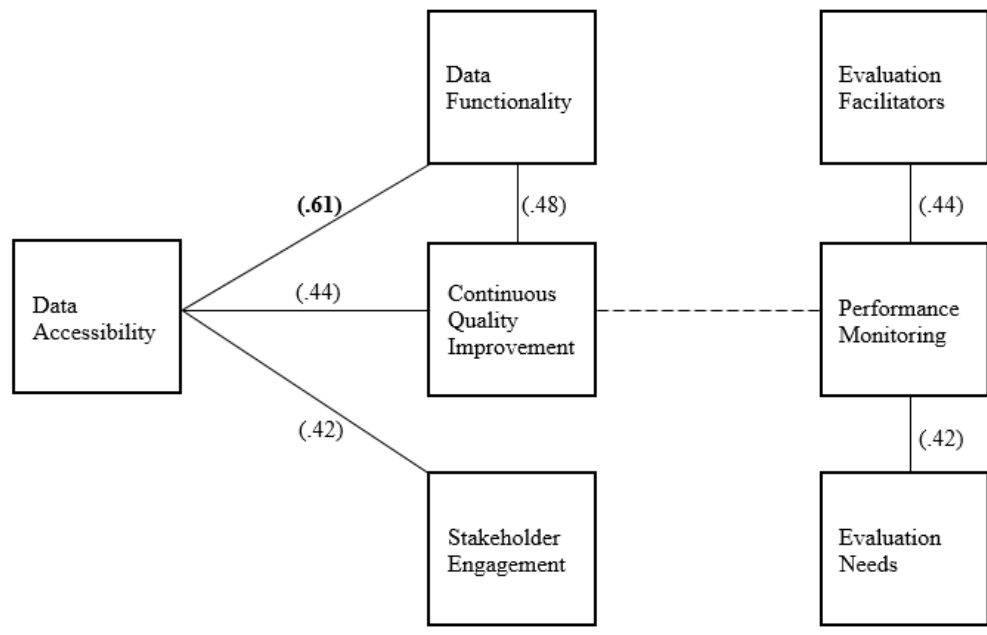 Data
Functionality
Evaluation
Facilitators
(.61)
(.48)
(.44)
Data
Accessibility
(.44)
Continuous
Quality
Improvement
Performance
Monitoring
(.42)
(.42)
Stakeholder
Engagement
Evaluation
Needs